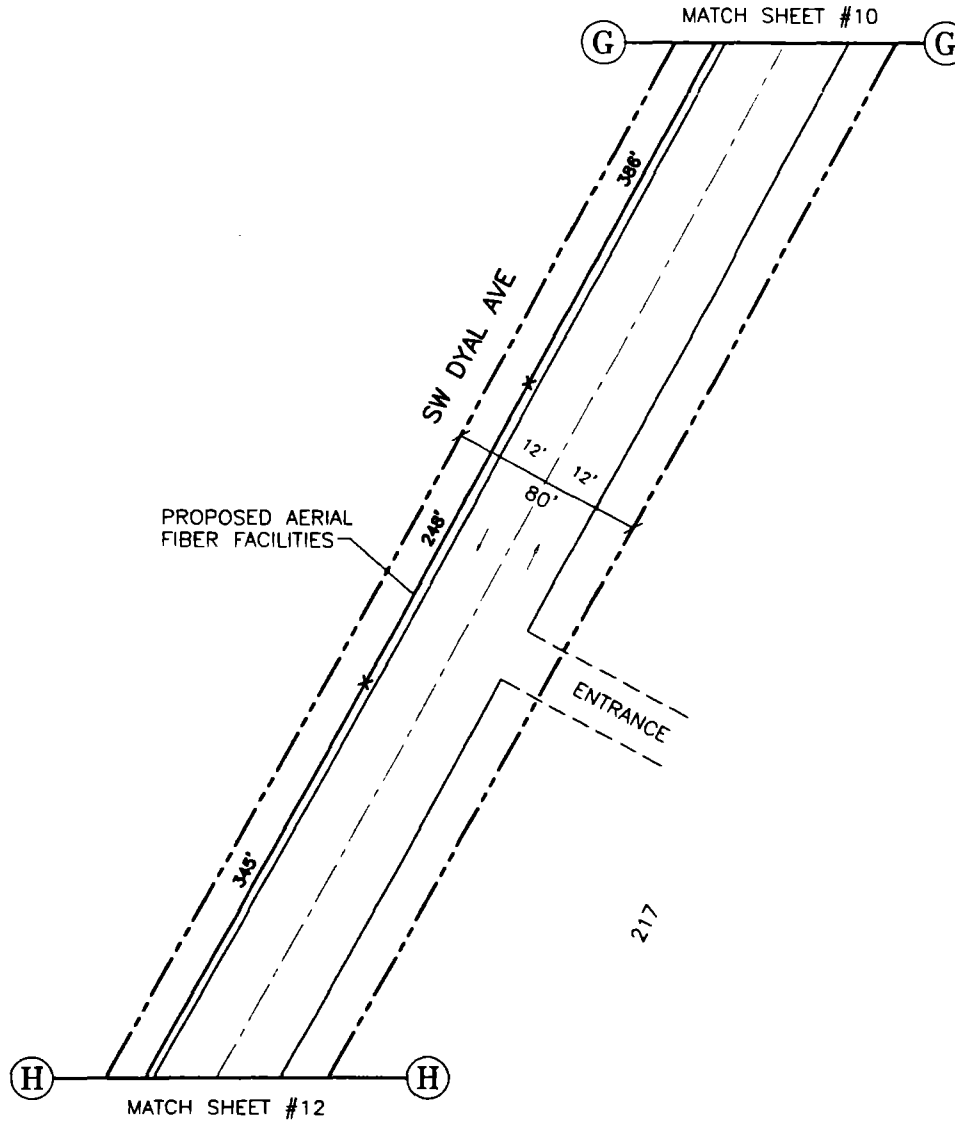 MATCH SHEET #10
G
G
386'
SW DYAL AVE
12'
12'
80'
PROPOSED AERIAL
FIBER FACILITIES
248'
ENTRANCE
345'
217
H
H
MATCH SHEET #12